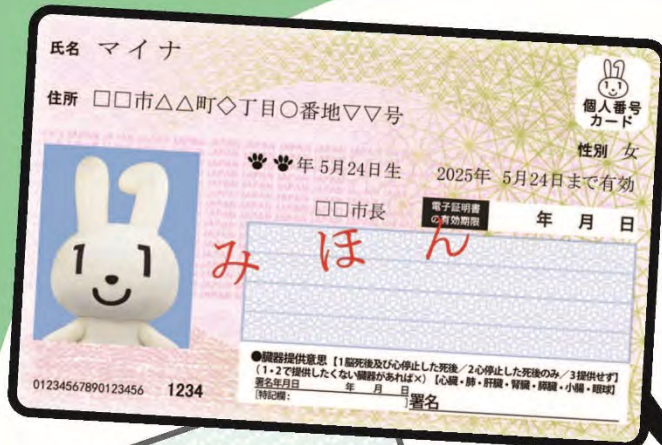 氏名 マイナ
個人番号
カード
住所 □□市△△町◇丁目○番地▽▽号
性別 女
年 5月24日生
2025年 5月24日まで有効
□□市長
電子証明書
の有効期限
年 月 日
みほん
●臓器提供意思【1脳死後及び心停止した死後/2心停止した死後のみ/3提供せず】
(1・2で提供したくない臓器があれば×)【心臓・肺・肝臓・腎臓・膵臓・小腸・眼球】
署名年月日 年 月 日
[特記欄: ]署名
01234567890123456 1234